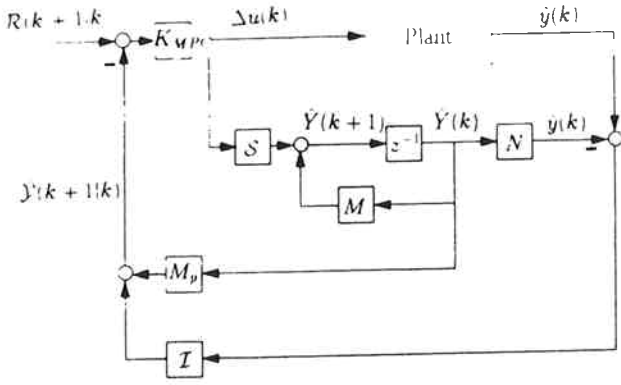 R(k + 1|k
K_MPC
Δu(k)
Plant
ŷ(k)
Ŷ(k+1)
Ŷ(k)
S
z⁻¹
N
ŷ(k)
M
Y(k + 1|k)
M_p
I